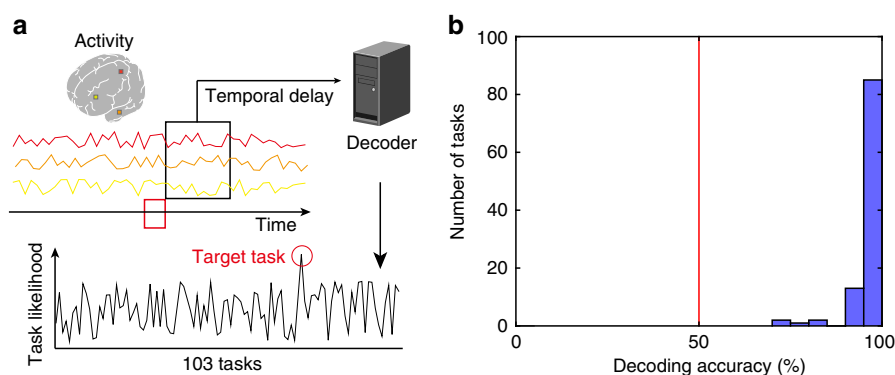 a
Activity
Temporal delay
Decoder
Time
Target task
Task likelihood
103 tasks
b
100
80
60
40
20
0
Number of tasks
0
50
100
Decoding accuracy (%)